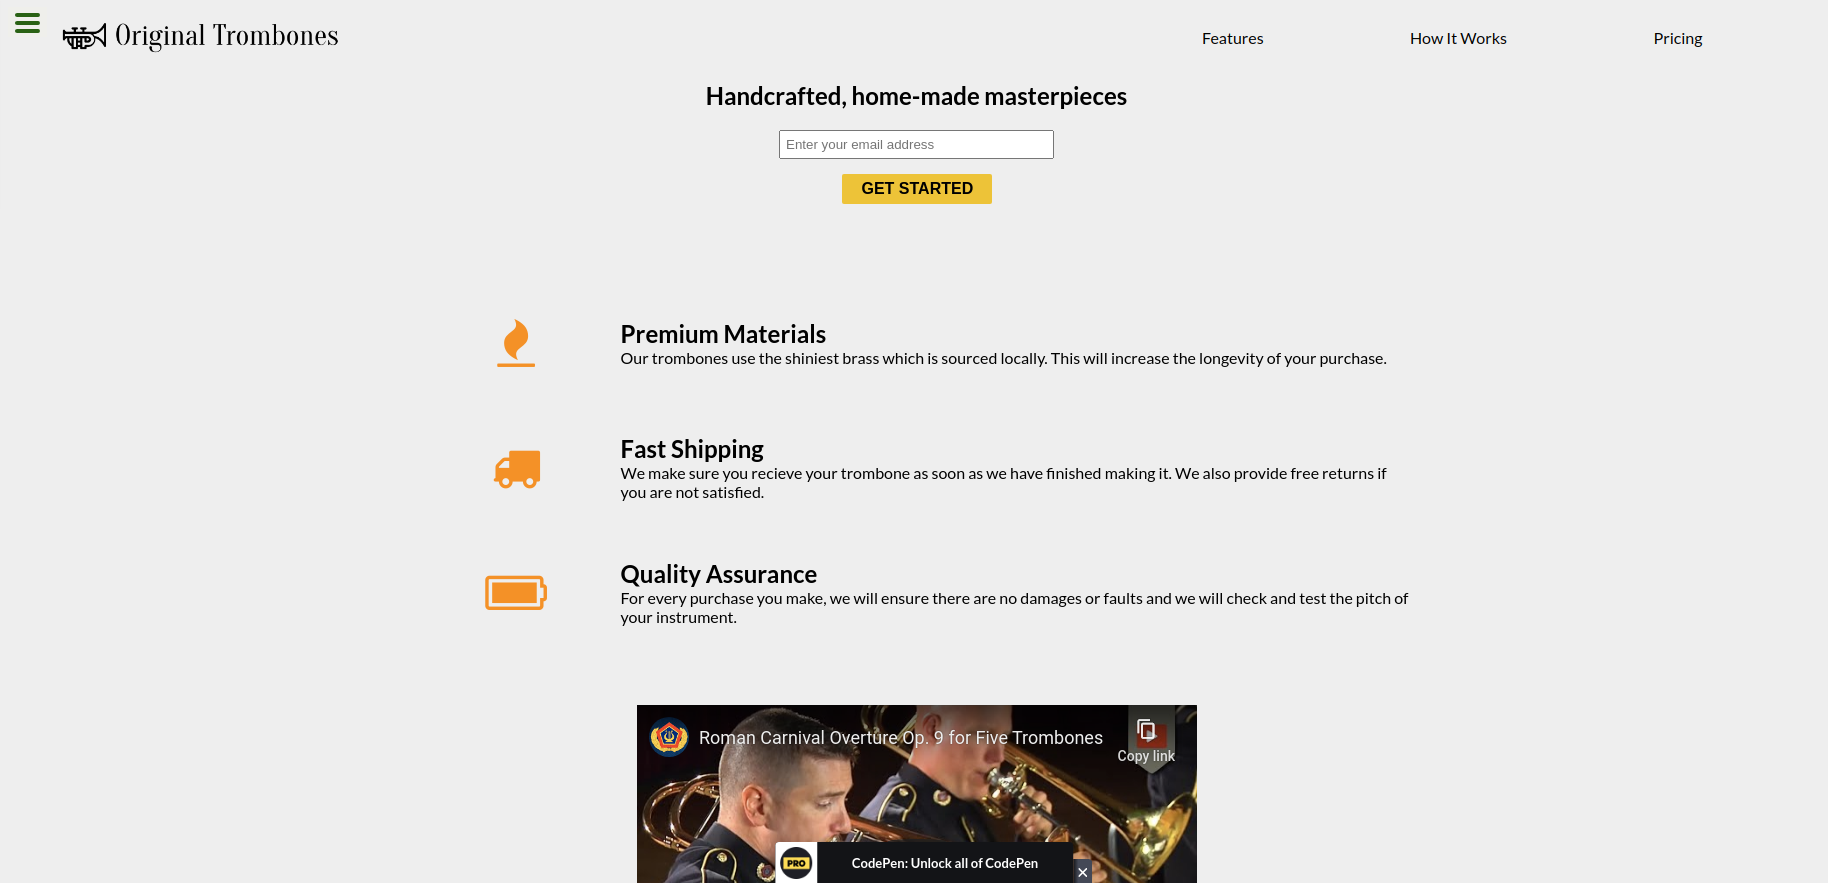 Original Trombones
Features
How It Works
Pricing
Handcrafted, home-made masterpieces
Enter your email address
GET STARTED
Premium Materials
Our trombones use the shiniest brass which is sourced locally. This will increase the longevity of your purchase.
Fast Shipping
We make sure you recieve your trombone as soon as we have finished making it. We also provide free returns if
you are not satisfied.
Quality Assurance
For every purchase you make, we will ensure there are no damages or faults and we will check and test the pitch of
your instrument.
Roman Carnival Overture Op. 9 for Five Trombones
Copy link
PRO
CodePen: Unlock all of CodePen